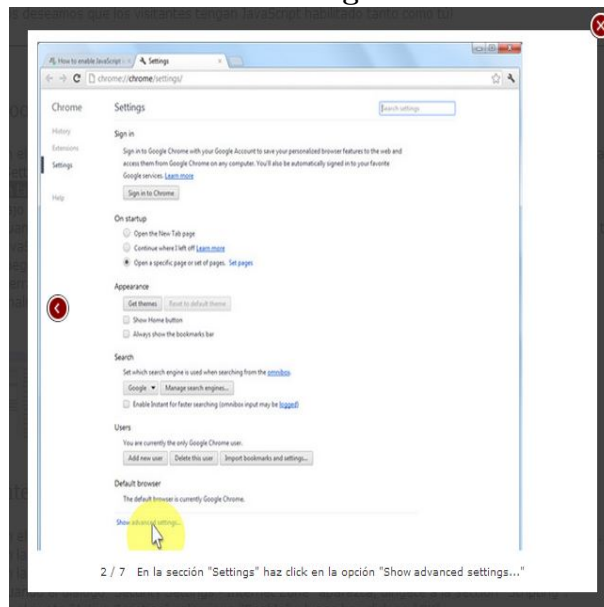 s deseamos que los visitantes tengan JavaScript habilitado tanto como tú!
How to enable JavaScript i
Settings
chrome://chrome/settings/
Chrome
Settings
Search settings
History
Extensions
Settings
Help
Sign in
Sign in to Google Chrome with your Google Account to save your personalized browser features to the web and
access them from Google Chrome on any computer. You'll also be automatically signed in to your favorite
Google services. Learn more
Sign in to Chrome
On startup
Open the New Tab page
Continue where I left off Learn more
Open a specific page or set of pages. Set pages
Appearance
Get themes Reset to default theme
Show Home button
Always show the bookmarks bar
Search
Set which search engine is used when searching from the omnibox.
Google Manage search engines...
Enable Instant for faster searching (omnibox input may be logged)
Users
You are currently the only Google Chrome user.
Add new user Delete this user Import bookmarks and settings...
Default browser
The default browser is currently Google Chrome.
Show advanced settings...
2 / 7 En la sección "Settings" haz click en la opción "Show advanced settings..."